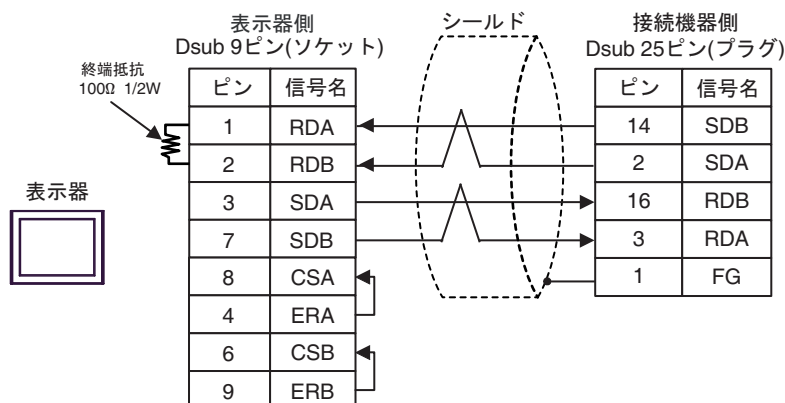 表示器側
Dsub 9ピン(ソケット)
シールド
接続機器側
Dsub 25ピン(プラグ)
終端抵抗
100Ω 1/2W
表示器
ピン 信号名
1 RDA
2 RDB
3 SDA
7 SDB
8 CSA
4 ERA
6 CSB
9 ERB
ピン 信号名
14 SDB
2 SDA
16 RDB
3 RDA
1 FG